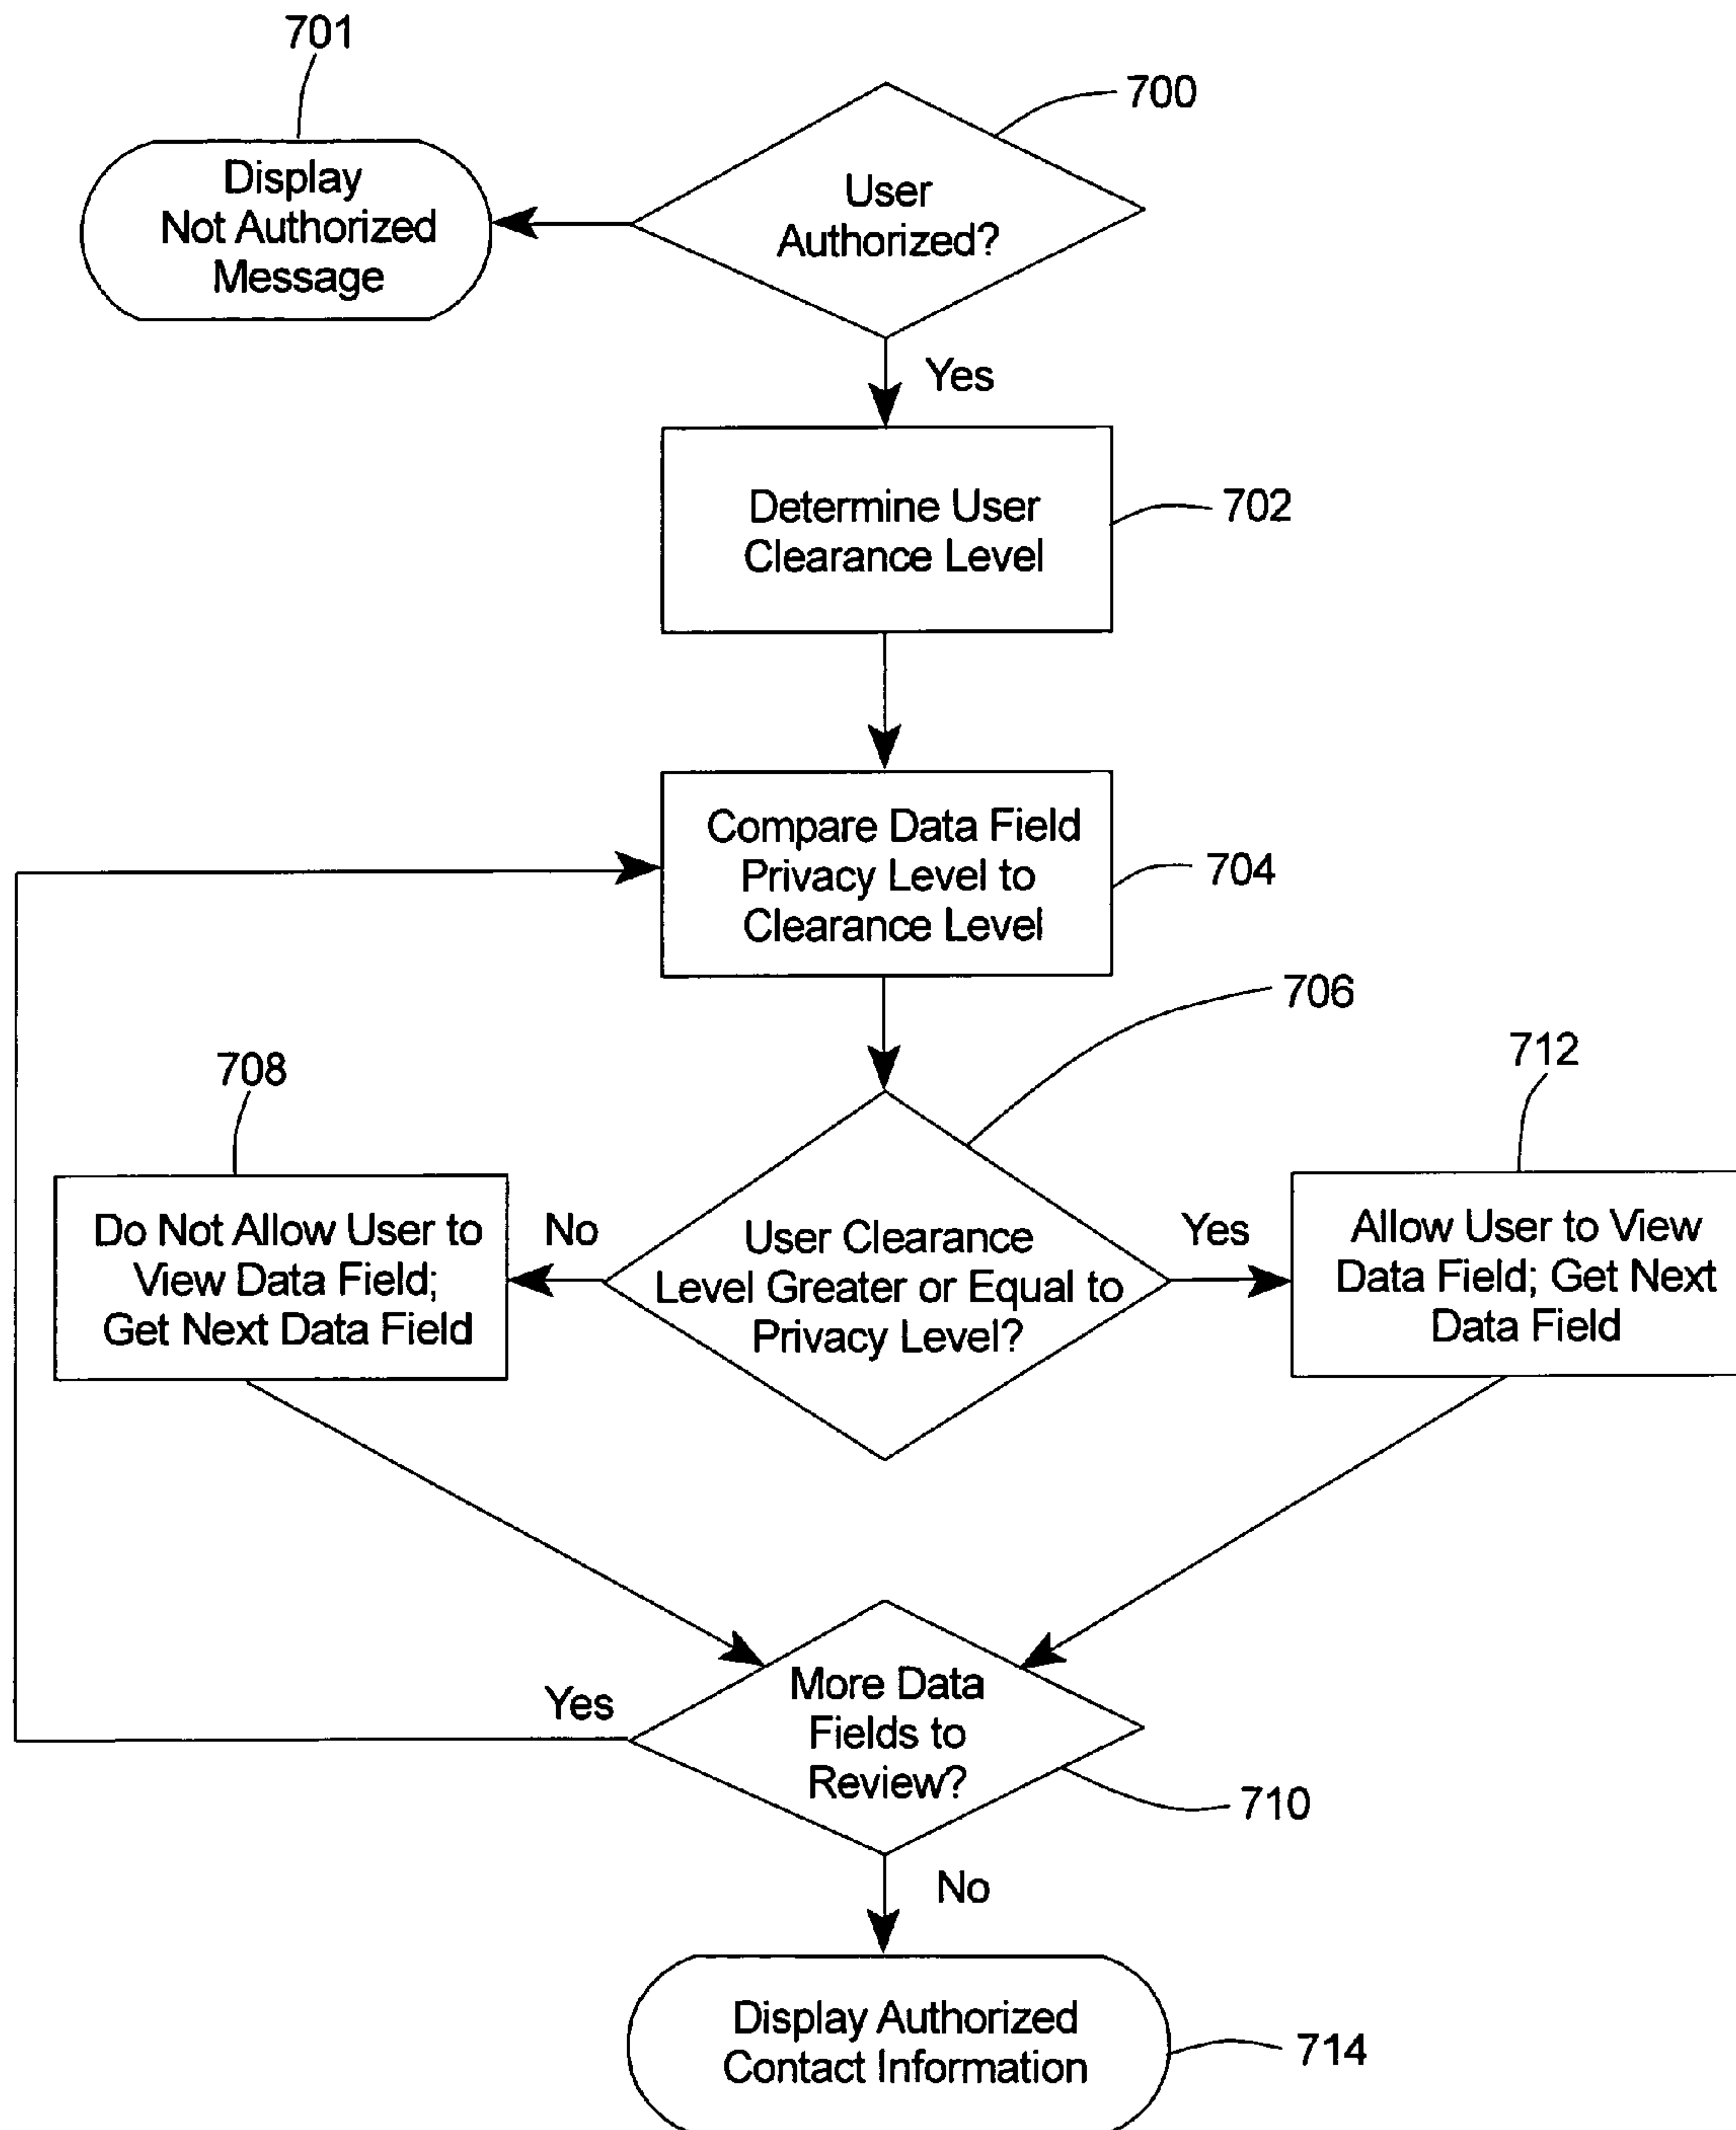 701
700
Display
Not Authorized
Message
User
Authorized?
Yes
Determine User
Clearance Level
702
Compare Data Field
Privacy Level to
Clearance Level
704
706
708
712
Do Not Allow User to
View Data Field;
Get Next Data Field
No
User Clearance
Level Greater or Equal to
Privacy Level?
Yes
Allow User to View
Data Field; Get Next
Data Field
Yes
More Data
Fields to
Review?
710
No
Display Authorized
Contact Information
714